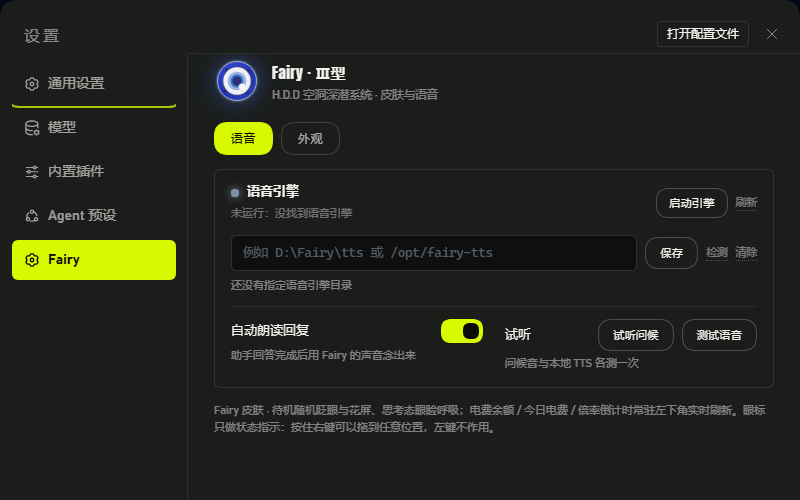 设置
打开配置文件
通用设置
模型
内置插件
Agent 预设
Fairy
Fairy · III型
H.D.D 空洞深潜系统 · 皮肤与语音
语音
外观
语音引擎
未运行：没找到语音引擎
启动引擎
刷新
例如 D:\Fairy\tts 或 /opt/fairy-tts
保存
检测
清除
还没有指定语音引擎目录
自动朗读回复
助手回答完成后用 Fairy 的声音念出来
试听
试听问候
测试语音
问候音与本地 TTS 各测一次
Fairy 皮肤 · 待机随机眨眼与花屏、思考态眼睑呼吸；电费余额 / 今日电费 / 倍率倒计时常驻左下角实时刷新。眼标
只做状态指示：按住右键可以拖到任意位置，左键不作用。